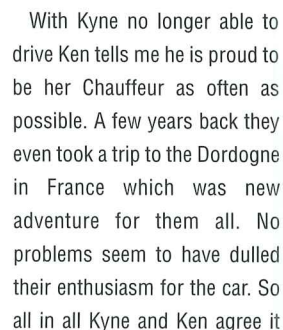 With Kyne no longer able to
drive Ken tells me he is proud to
be her Chauffeur as often as
possible. A few years back they
even took a trip to the Dordogne
in France which was new
adventure for them all. No
problems seem to have dulled
their enthusiasm for the car. So
all in all Kyne and Ken agree it